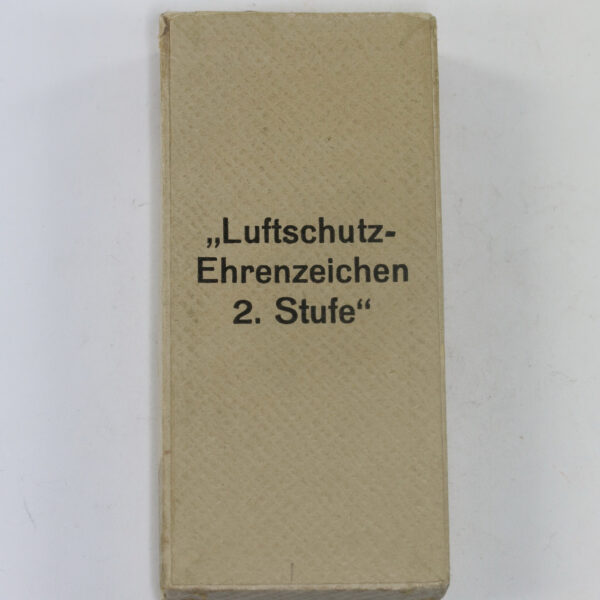 „Luftschutz-
Ehrenzeichen
2. Stufe“